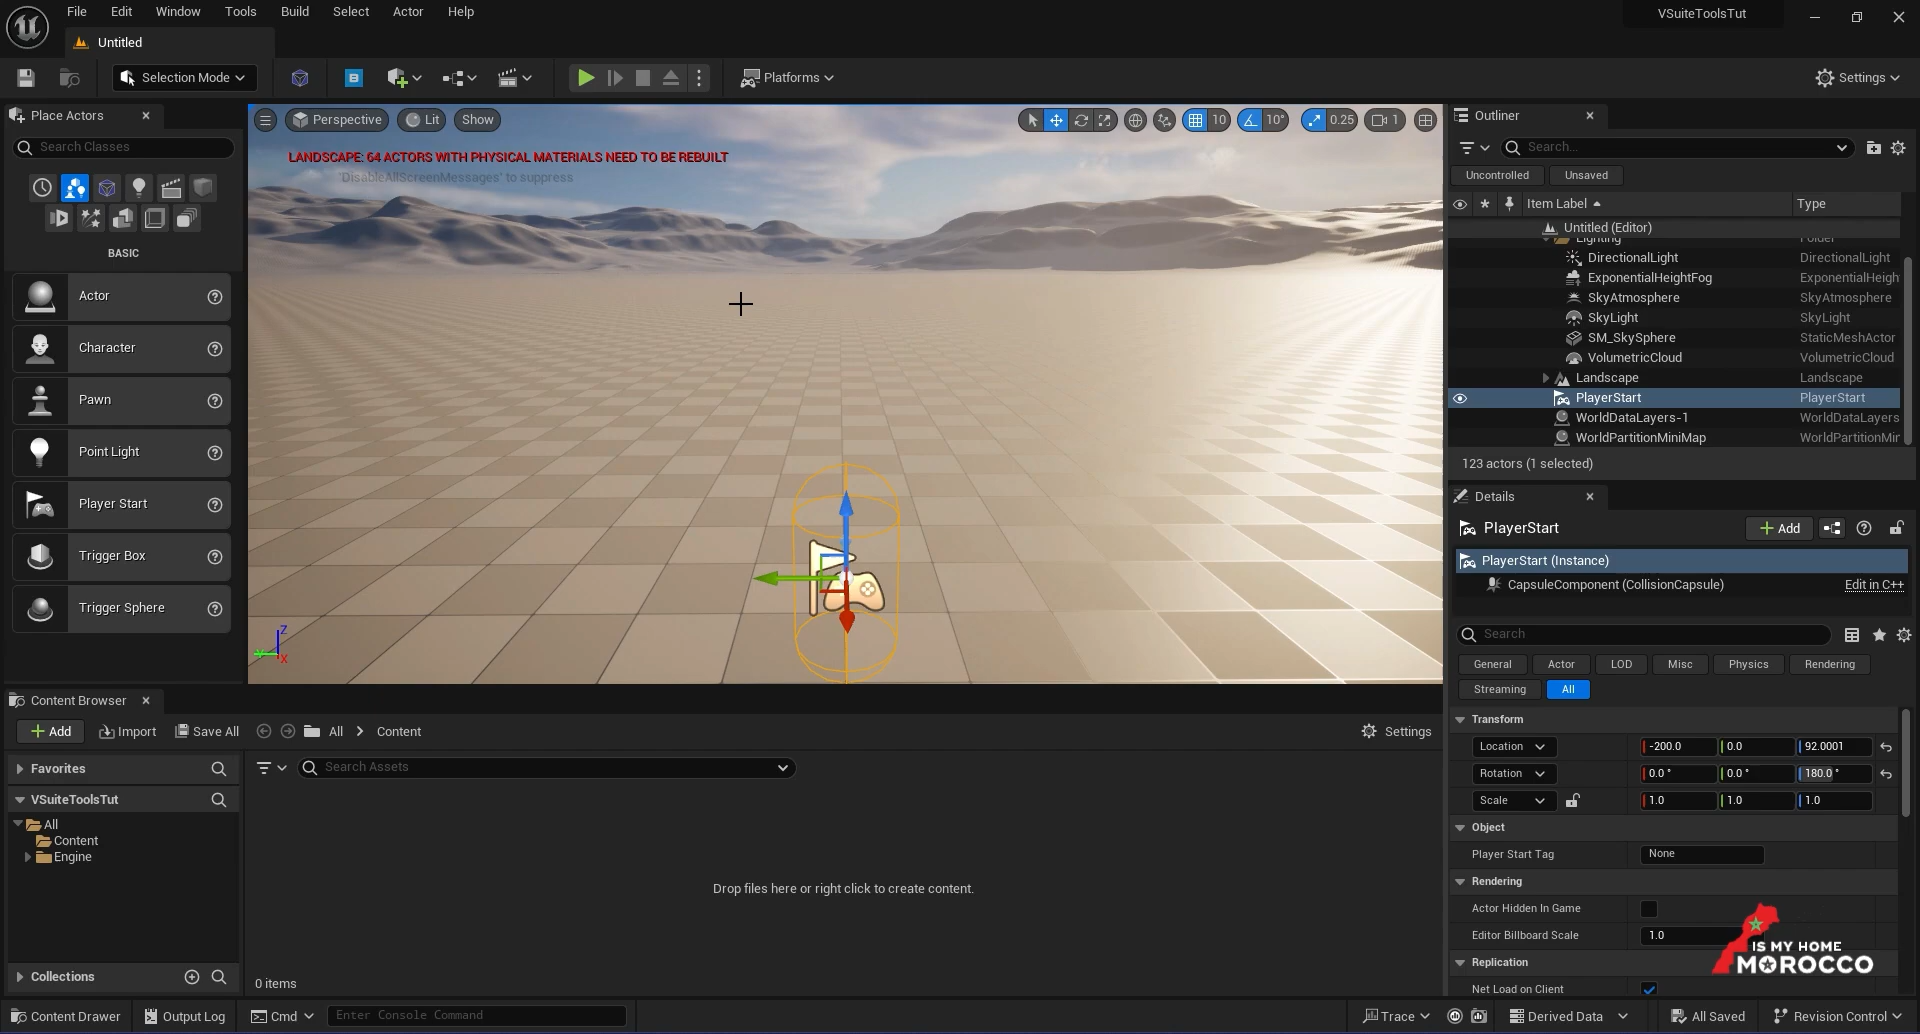 File Edit Window Tools Build Select Actor Help
VSuiteToolsTut
Untitled
Selection Mode
Platforms
Settings
Place Actors
Search Classes
BASIC
Actor
Character
Pawn
Point Light
Player Start
Trigger Box
Trigger Sphere
Perspective Lit Show
10 10° 0.25 1
LANDSCAPE: 64 ACTORS WITH PHYSICAL MATERIALS NEED TO BE REBUILT
'DisableAllScreenMessages' to suppress
Z
Y
X
Outliner
Search...
Uncontrolled Unsaved
Item Label Type
Untitled (Editor)
Lighting Folder
DirectionalLight DirectionalLight
ExponentialHeightFog ExponentialHeigh
SkyAtmosphere SkyAtmosphere
SkyLight SkyLight
SM_SkySphere StaticMeshActor
VolumetricCloud VolumetricCloud
Landscape Landscape
PlayerStart PlayerStart
WorldDataLayers-1 WorldDataLayers
WorldPartitionMiniMap WorldPartitionMin
123 actors (1 selected)
Details
PlayerStart
Add
PlayerStart (Instance)
CapsuleComponent (CollisionCapsule) Edit in C++
Search
General Actor LOD Misc Physics Rendering
Streaming All
Transform
Location -200.0 0.0 92.0001
Rotation 0.0 ° 0.0 ° 180.0 °
Scale 1.0 1.0 1.0
Object
Player Start Tag None
Rendering
Actor Hidden In Game
Editor Billboard Scale 1.0
Replication
Net Load on Client
IS MY HOME
MOROCCO
Content Browser
Add Import Save All All Content
Settings
Favorites
VSuiteToolsTut
All
Content
Engine
Collections
Search Assets
Drop files here or right click to create content.
0 items
Content Drawer Output Log Cmd Enter Console Command
Trace Derived Data All Saved Revision Control